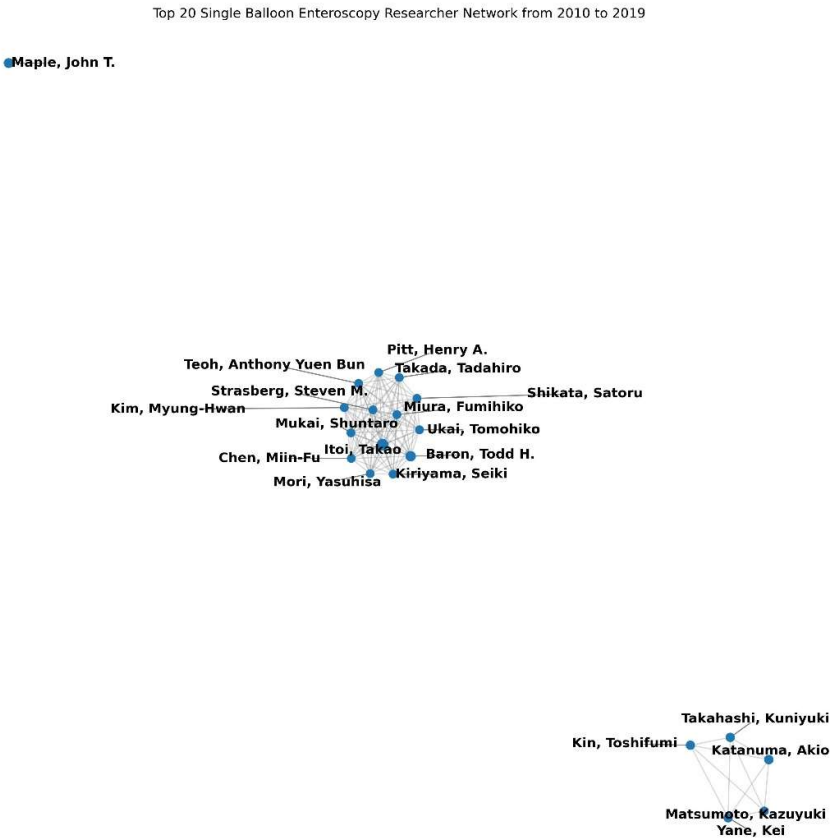 Top 20 Single Balloon Enteroscopy Researcher Network from 2010 to 2019
Maple, John T.
Pitt, Henry A.
Teoh, Anthony Yuen Bun
Takada, Tadahiro
Strasberg, Steven M.
Shikata, Satoru
Kim, Myung-Hwan
Miura, Fumihiko
Mukai, Shuntaro
Ukai, Tomohiko
Itoi, Takao
Baron, Todd H.
Chen, Miin-Fu
Kiriyama, Seiki
Mori, Yasuhisa
Takahashi, Kuniyuki
Kin, Toshifumi
Katanuma, Akio
Matsumoto, Kazuyuki
Yane, Kei